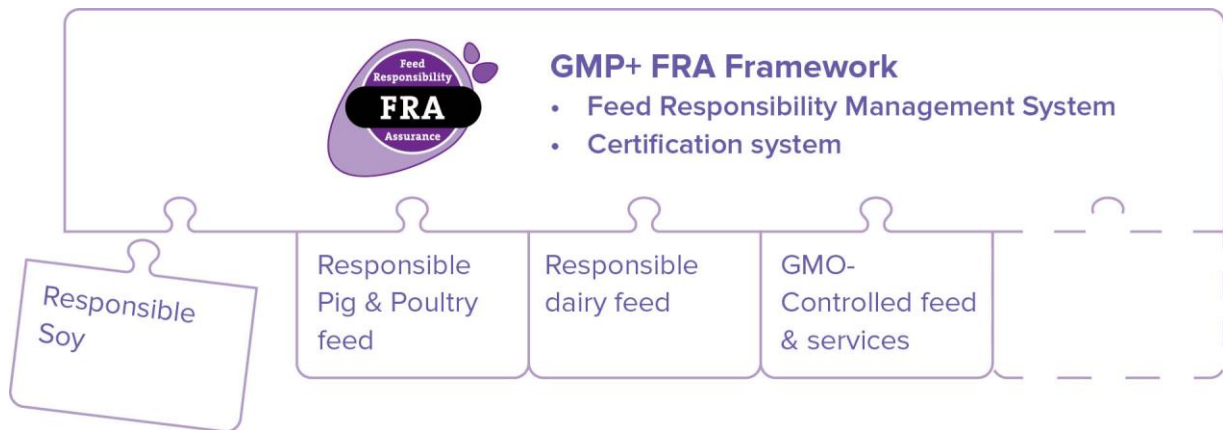 Feed
Responsibility
FRA
Assurance
GMP+ FRA Framework
• Feed Responsibility Management System
• Certification system
Responsible
Soy
Responsible
Pig & Poultry
feed
Responsible
dairy feed
GMO-
Controlled feed
& services